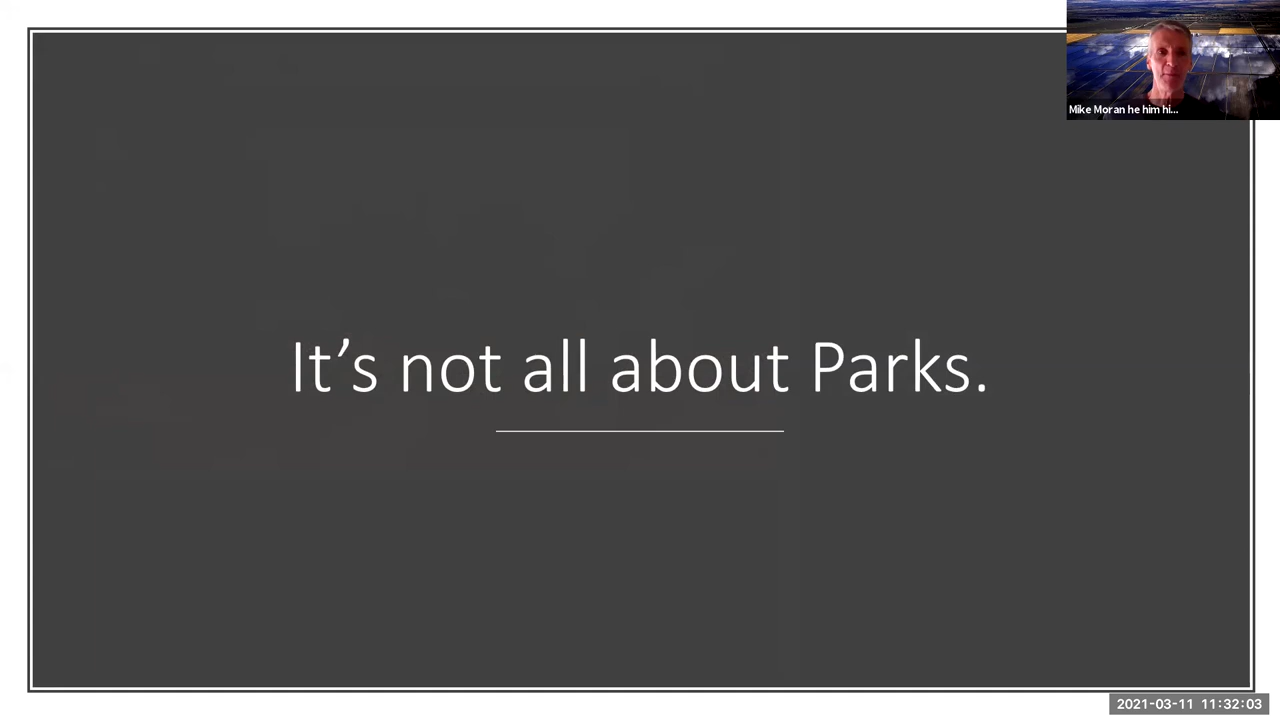 Mike Moran he him hi...
It’s not all about Parks.
2021-03-11 11:32:03